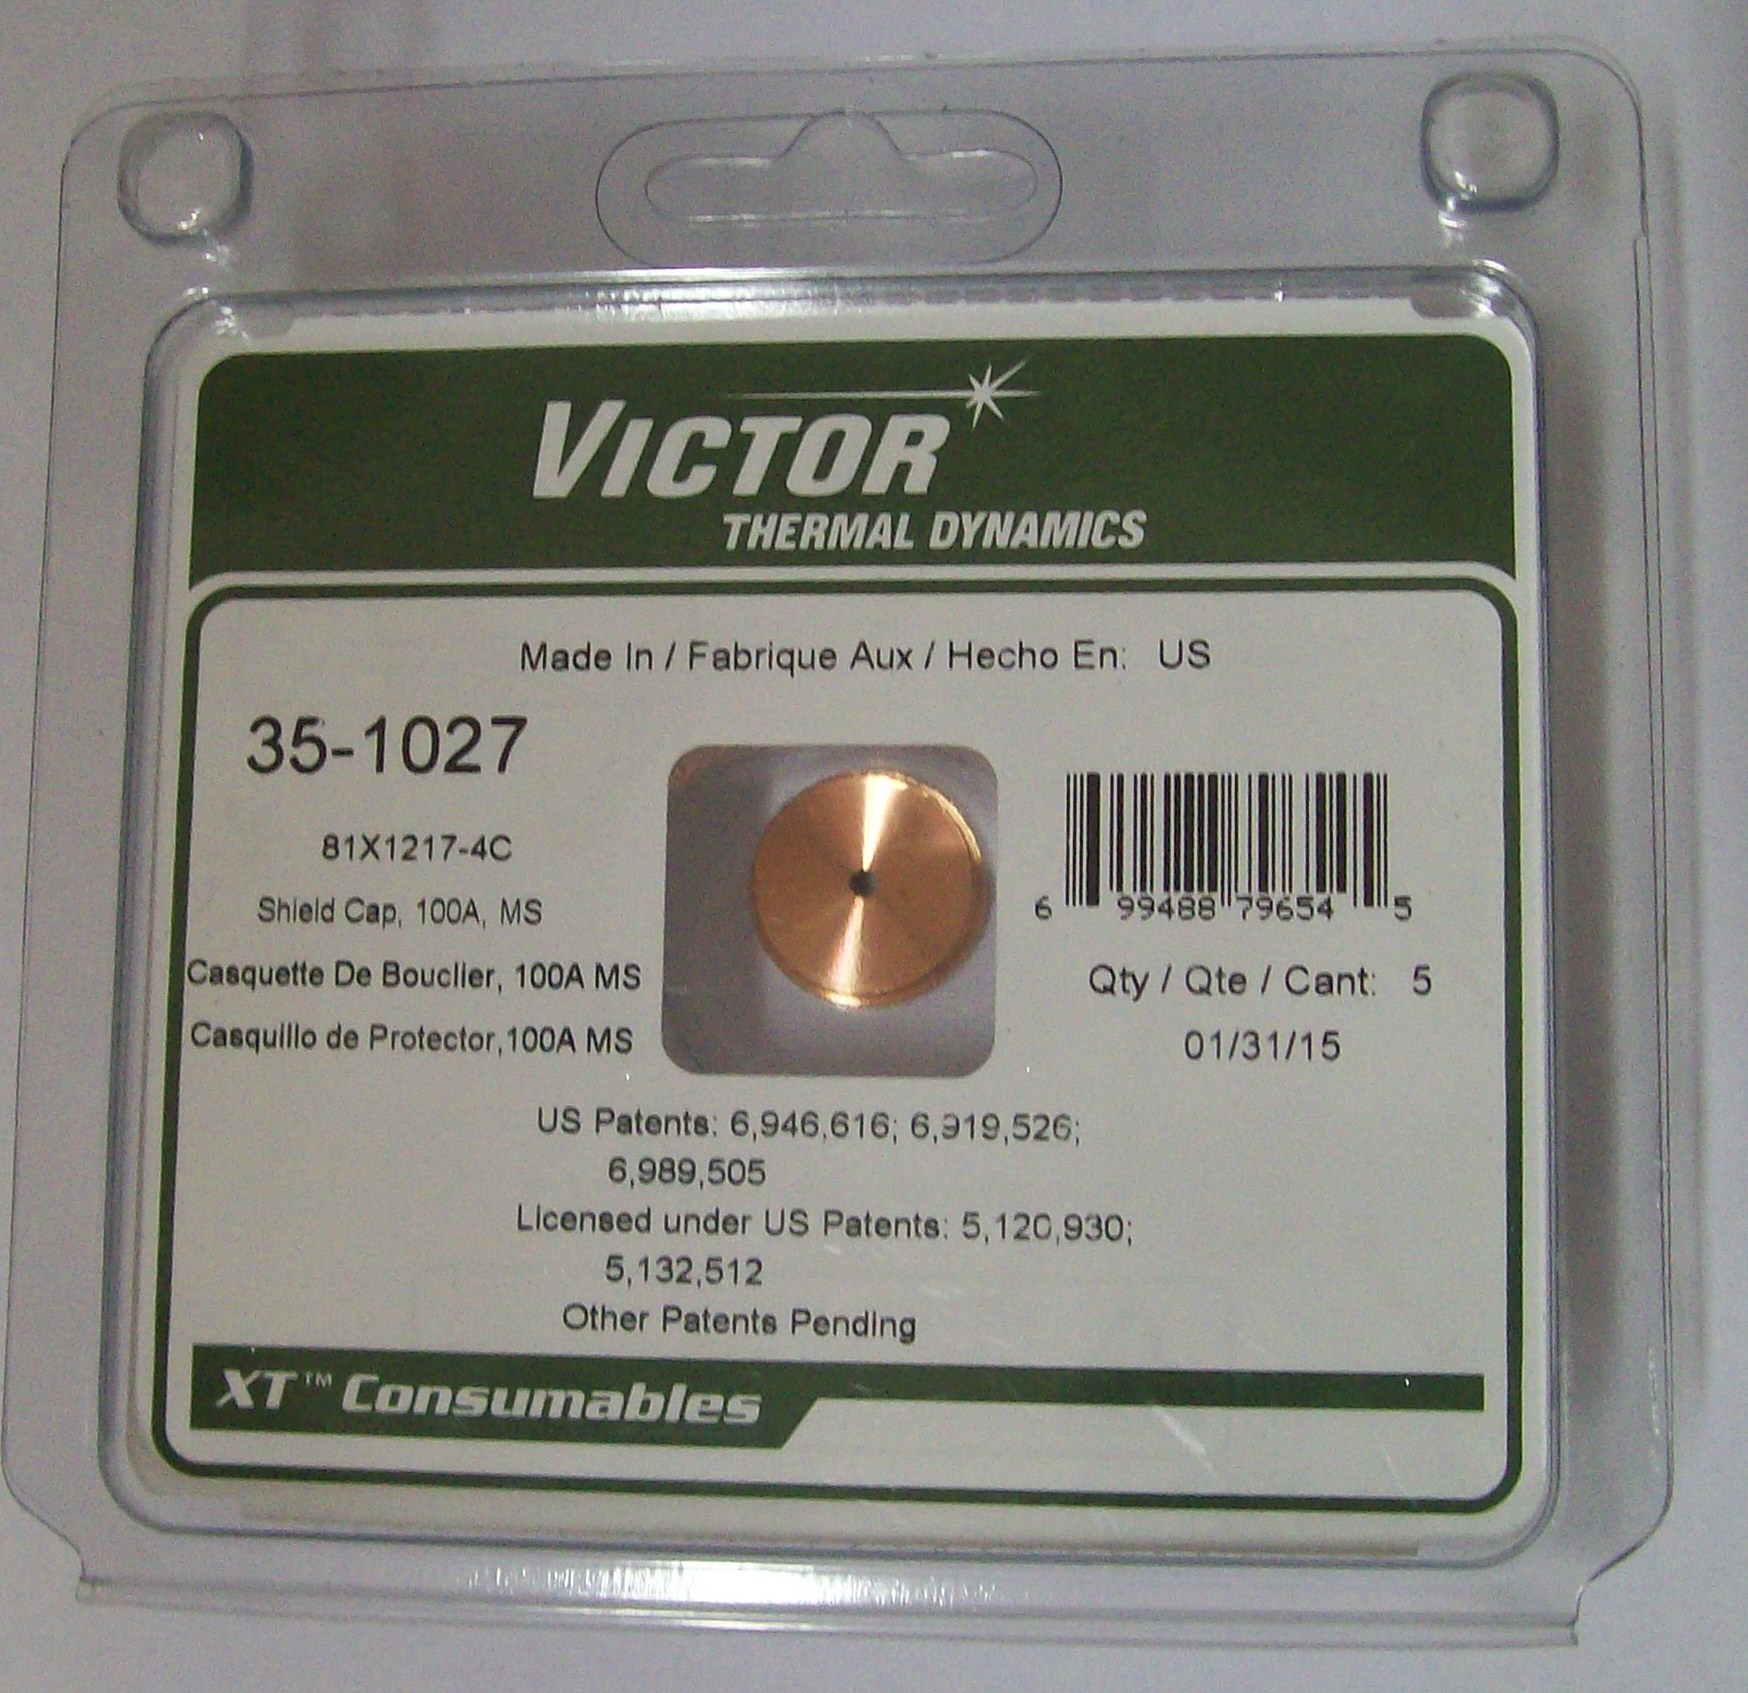 VICTOR
THERMAL DYNAMICS
Made In / Fabrique Aux / Hecho En: US
35-1027
81X1217-4C
Shield Cap, 100A, MS
Casquette De Bouclier, 100A MS
Casquillo de Protector,100A MS
6 99488 79654 5
Qty / Qte / Cant: 5
01/31/15
US Patents: 6,946,616; 6,919,526;
6,989,505
Licensed under US Patents: 5,120,930;
5,132,512
Other Patents Pending
XT™ Consumables